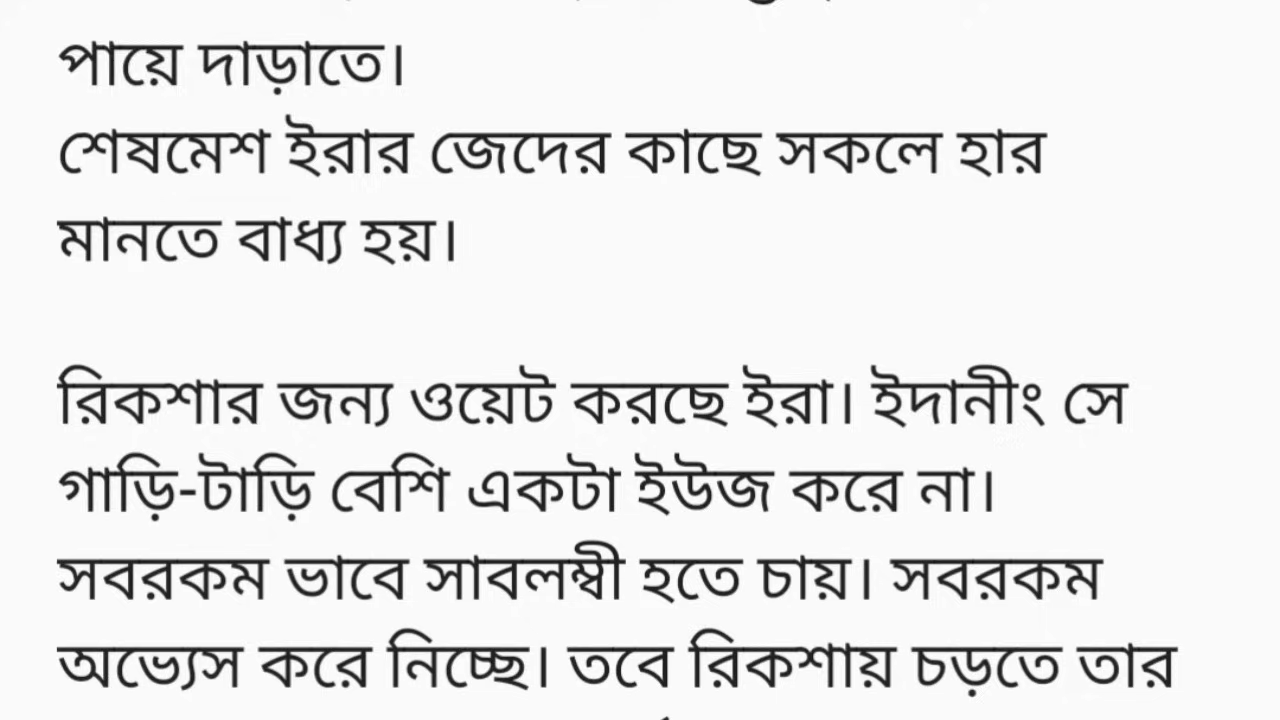 পায়ে দাড়াতে।
শেষমেশ ইরার জেদের কাছে সকলে হার
মানতে বাধ্য হয়।
রিকশার জন্য ওয়েট করছে ইরা। ইদানীং সে
গাড়ি-টাড়ি বেশি একটা ইউজ করে না।
সবরকম ভাবে সাবলম্বী হতে চায়। সবরকম
অভ্যেস করে নিচ্ছে। তবে রিকশায় চড়তে তার